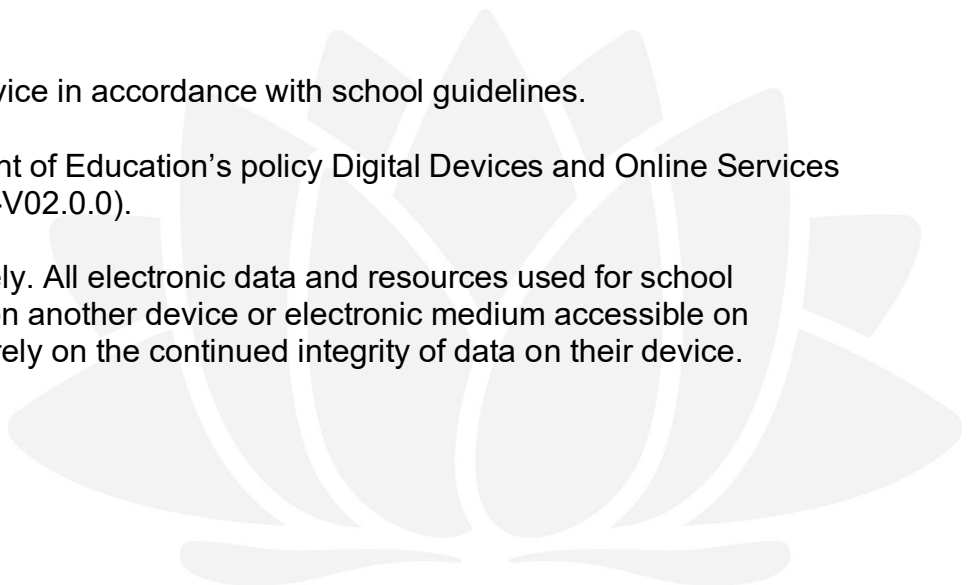 vice in accordance with school guidelines.
nt of Education’s policy Digital Devices and Online Services
-V02.0.0).
ely. All electronic data and resources used for school
on another device or electronic medium accessible on
rely on the continued integrity of data on their device.